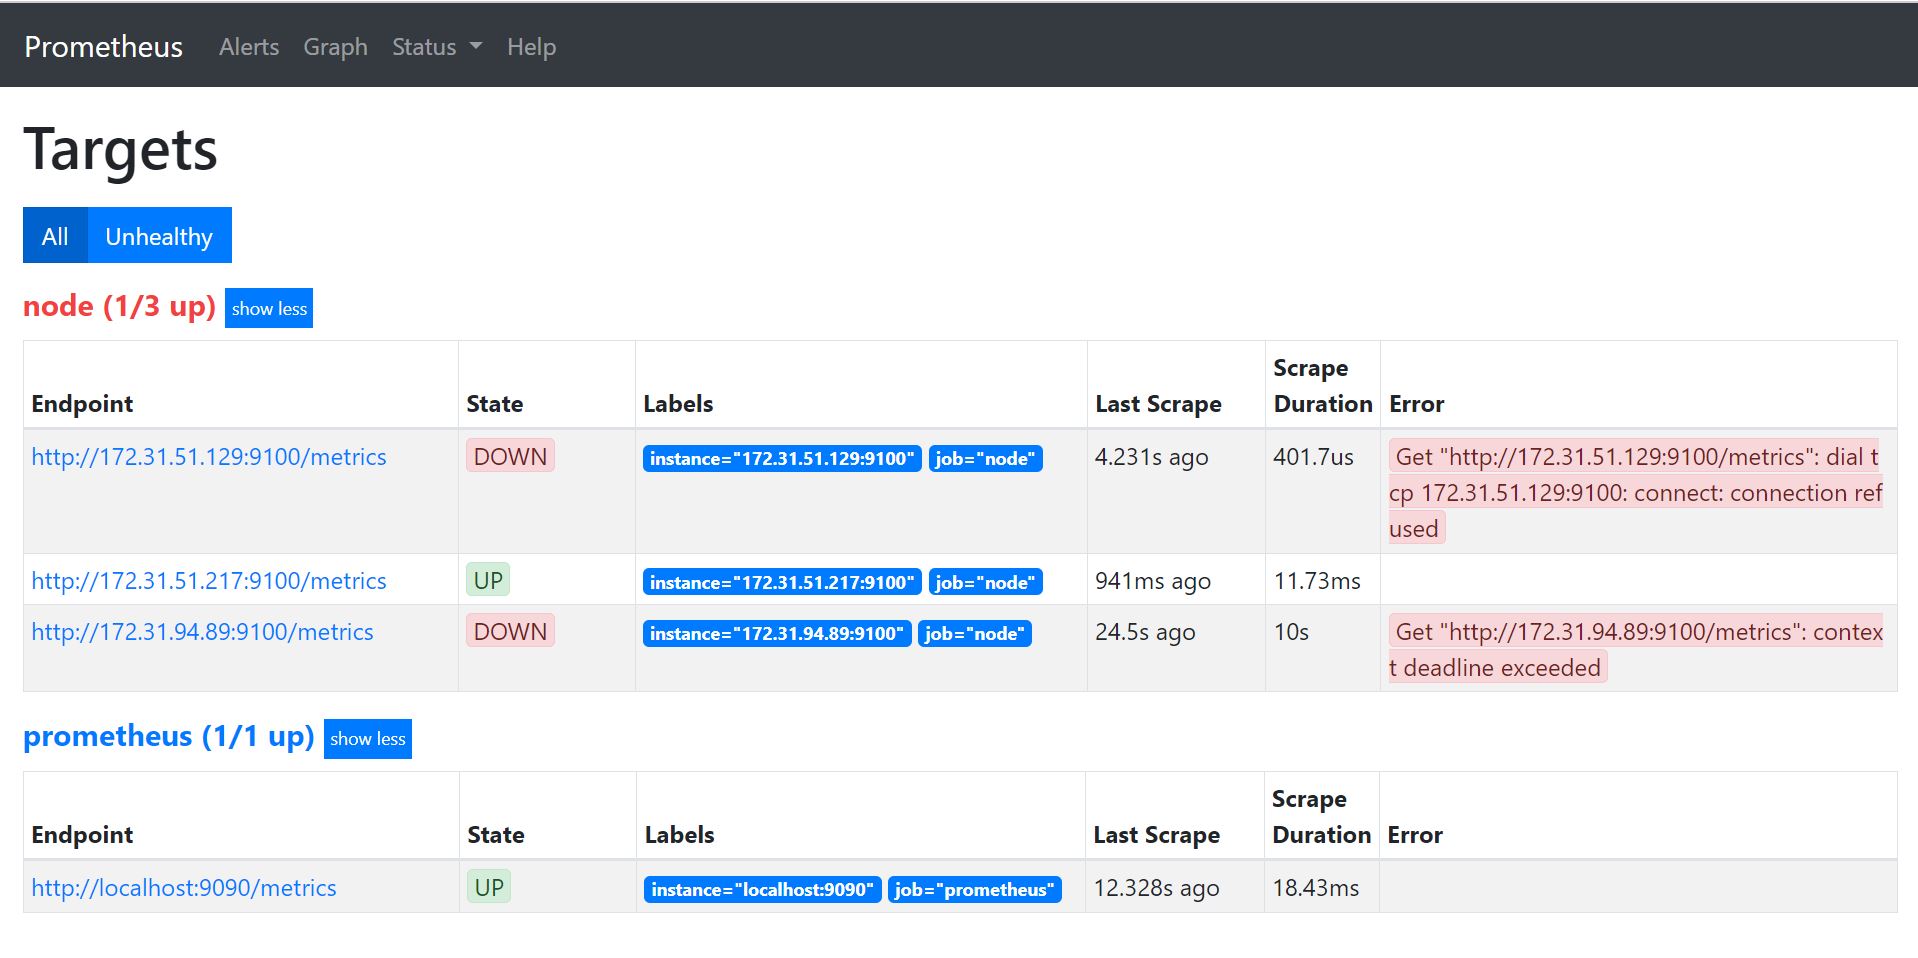 Prometheus Alerts Graph Status Help
Targets
All Unhealthy
node (1/3 up) show less
Endpoint State Labels Last Scrape Scrape Duration Error
http://172.31.51.129:9100/metrics DOWN instance="172.31.51.129:9100" job="node" 4.231s ago 401.7us Get "http://172.31.51.129:9100/metrics": dial t
cp 172.31.51.129:9100: connect: connection ref
used
http://172.31.51.217:9100/metrics UP instance="172.31.51.217:9100" job="node" 941ms ago 11.73ms
http://172.31.94.89:9100/metrics DOWN instance="172.31.94.89:9100" job="node" 24.5s ago 10s Get "http://172.31.94.89:9100/metrics": contex
t deadline exceeded
prometheus (1/1 up) show less
Endpoint State Labels Last Scrape Scrape Duration Error
http://localhost:9090/metrics UP instance="localhost:9090" job="prometheus" 12.328s ago 18.43ms